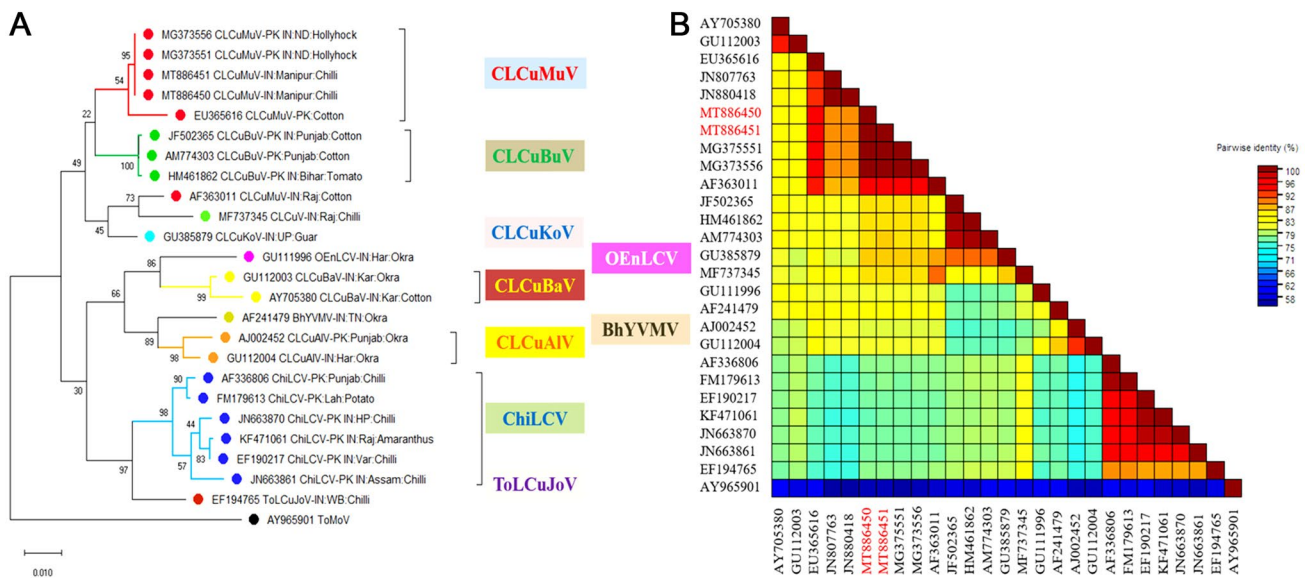 A
MG373556 CLCuMuV-PK IN:ND:Hollyhock
MG373551 CLCuMuV-PK IN:ND:Hollyhock
MT886451 CLCuMuV-IN:Manipur:Chilli
MT886450 CLCuMuV-IN:Manipur:Chilli
EU365616 CLCuMuV-PK:Cotton
JF502365 CLCuBuV-PK IN:Punjab:Cotton
AM774303 CLCuBuV-PK:Punjab:Cotton
HM461862 CLCuBuV-PK IN:Bihar:Tomato
AF363011 CLCuMuV-IN:Raj:Cotton
MF737345 CLCuV-IN:Raj:Chilli
GU385879 CLCuKoV-IN:UP:Guar
GU111996 OEnLCV-IN:Har:Okra
GU112003 CLCuBaV-IN:Kar:Okra
AY705380 CLCuBaV-IN:Kar:Cotton
AF241479 BhYVMV-IN:TN:Okra
AJ002452 CLCuAlV-PK:Punjab:Okra
GU112004 CLCuAlV-IN:Har:Okra
AF336806 ChiLCV-PK:Punjab:Chilli
FM179613 ChiLCV-PK:Lah:Potato
JN663870 ChiLCV-PK IN:HP:Chilli
KF471061 ChiLCV-PK IN:Raj:Amaranthus
EF190217 ChiLCV-PK IN:Var:Chilli
JN663861 ChiLCV-PK IN:Assam:Chilli
EF194765 ToLCuJoV-IN:WB:Chilli
AY965901 ToMoV
95
54
22
100
49
73
45
86
99
66
89
98
30
90
98
44
83
57
97
0.010
CLCuMuV
CLCuBuV
CLCuKoV
OEnLCV
CLCuBaV
BhYVMV
CLCuAlV
ChiLCV
ToLCuJoV
B
AY705380
GU112003
EU365616
JN807763
JN880418
MT886450
MT886451
MG375551
MG373556
AF363011
JF502365
HM461862
AM774303
GU385879
MF737345
GU111996
AF241479
AJ002452
GU112004
AF336806
FM179613
EF190217
KF471061
JN663870
JN663861
EF194765
AY965901
AY705380
GU112003
EU365616
JN807763
JN880418
MT886450
MT886451
MG375551
MG373556
AF363011
JF502365
HM461862
AM774303
GU385879
MF737345
GU111996
AF241479
AJ002452
GU112004
AF336806
FM179613
EF190217
KF471061
JN663870
JN663861
EF194765
AY965901
Pairwise identity (%)
100
96
92
87
83
79
75
71
67
62
58